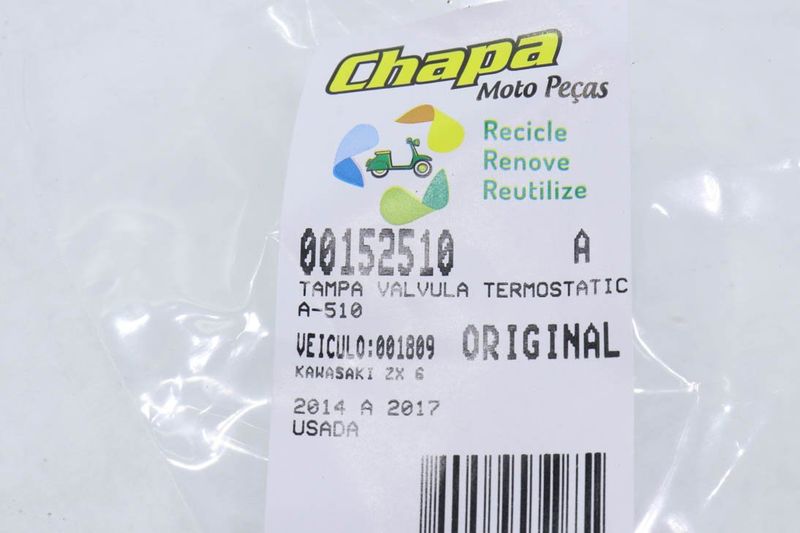 Chapa
Moto Peças
Recicle
Renove
Reutilize
00152510 A
TAMPA VALVULA TERMOSTATIC
A-510
VEICULO:001809 ORIGINAL
KAWASAKI ZX 6
2014 A 2017
USADA